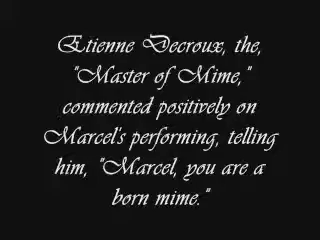 Etienne Decroux, the,
"Master of Mime,"
commented positively on
Marcel's performing, telling
him, "Marcel, you are a
born mime."